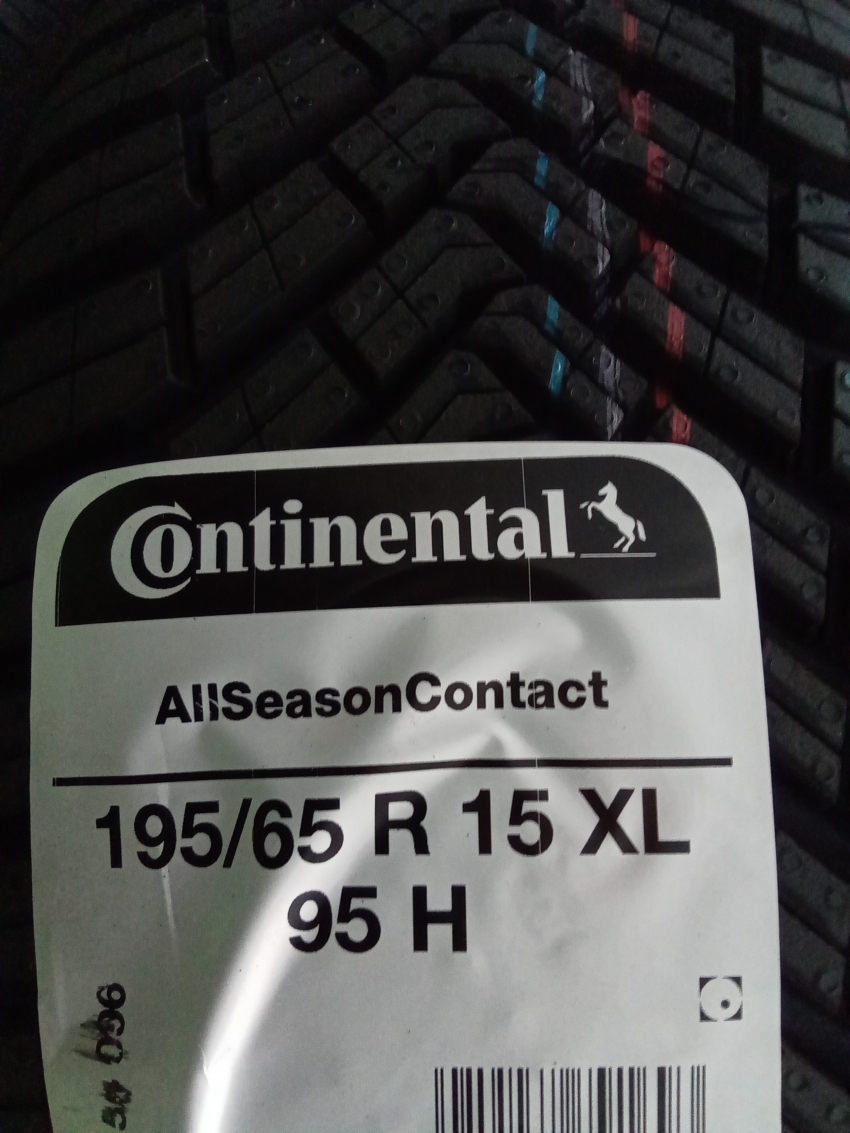 Continental
AllSeasonContact
195/65 R 15 XL
95 H